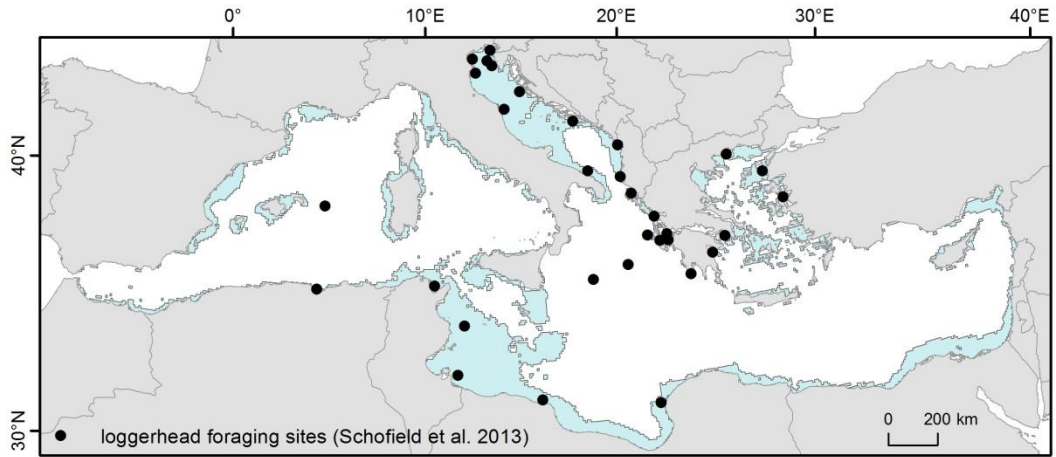 0° 10°E 20°E 30°E 40°E
40°N
30°N
0 200 km
loggerhead foraging sites (Schofield et al. 2013)